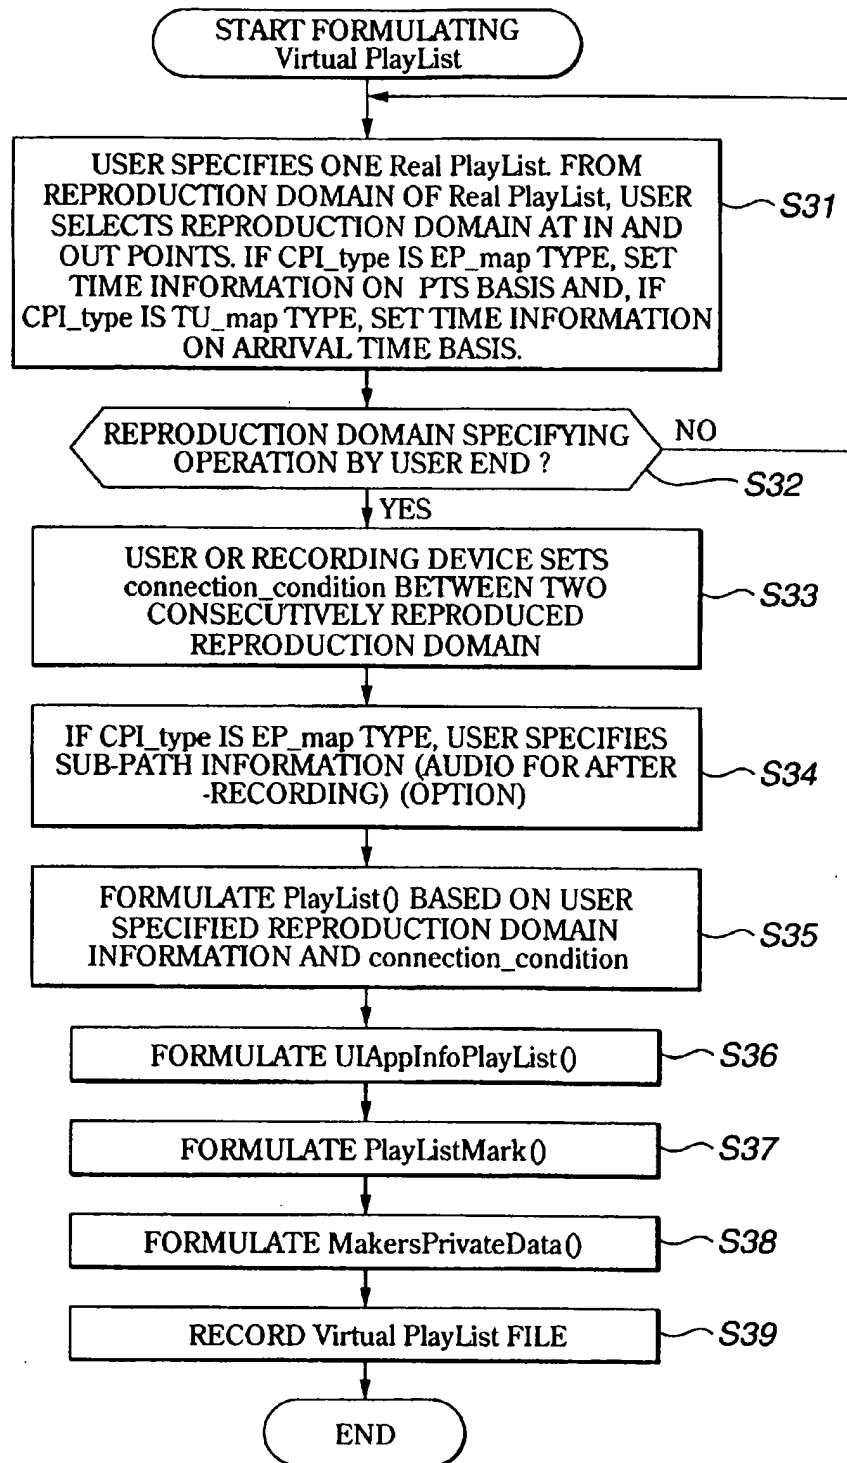 START FORMULATING
Virtual PlayList
USER SPECIFIES ONE Real PlayList. FROM
REPRODUCTION DOMAIN OF Real PlayList, USER
SELECTS REPRODUCTION DOMAIN AT IN AND
OUT POINTS. IF CPI_type IS EP_map TYPE, SET
TIME INFORMATION ON PTS BASIS AND, IF
CPI_type IS TU_map TYPE, SET TIME INFORMATION
ON ARRIVAL TIME BASIS.
S31
REPRODUCTION DOMAIN SPECIFYING
OPERATION BY USER END ?
NO
S32
YES
USER OR RECORDING DEVICE SETS
connection_condition BETWEEN TWO
CONSECUTIVELY REPRODUCED
REPRODUCTION DOMAIN
S33
IF CPI_type IS EP_map TYPE, USER SPECIFIES
SUB-PATH INFORMATION (AUDIO FOR AFTER
-RECORDING) (OPTION)
S34
FORMULATE PlayList() BASED ON USER
SPECIFIED REPRODUCTION DOMAIN
INFORMATION AND connection_condition
S35
FORMULATE UIAppInfoPlayList()
S36
FORMULATE PlayListMark()
S37
FORMULATE MakersPrivateData()
S38
RECORD Virtual PlayList FILE
S39
END